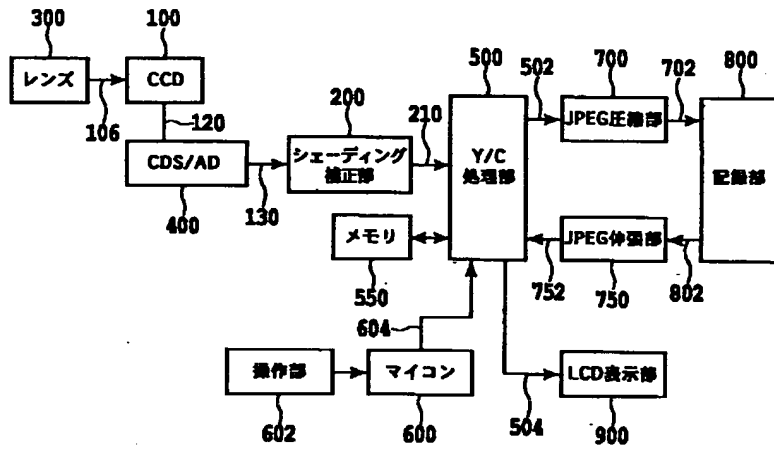 300
レンズ
106
100
CCD
120
CDS/AD
400
130
200
シェーディング
補正部
210
500
Y/C
処理部
502
700
JPEG圧縮部
702
800
記録部
メモリ
550
752
JPEG伸張部
750
802
604
操作部
602
マイコン
600
504
LCD表示部
900